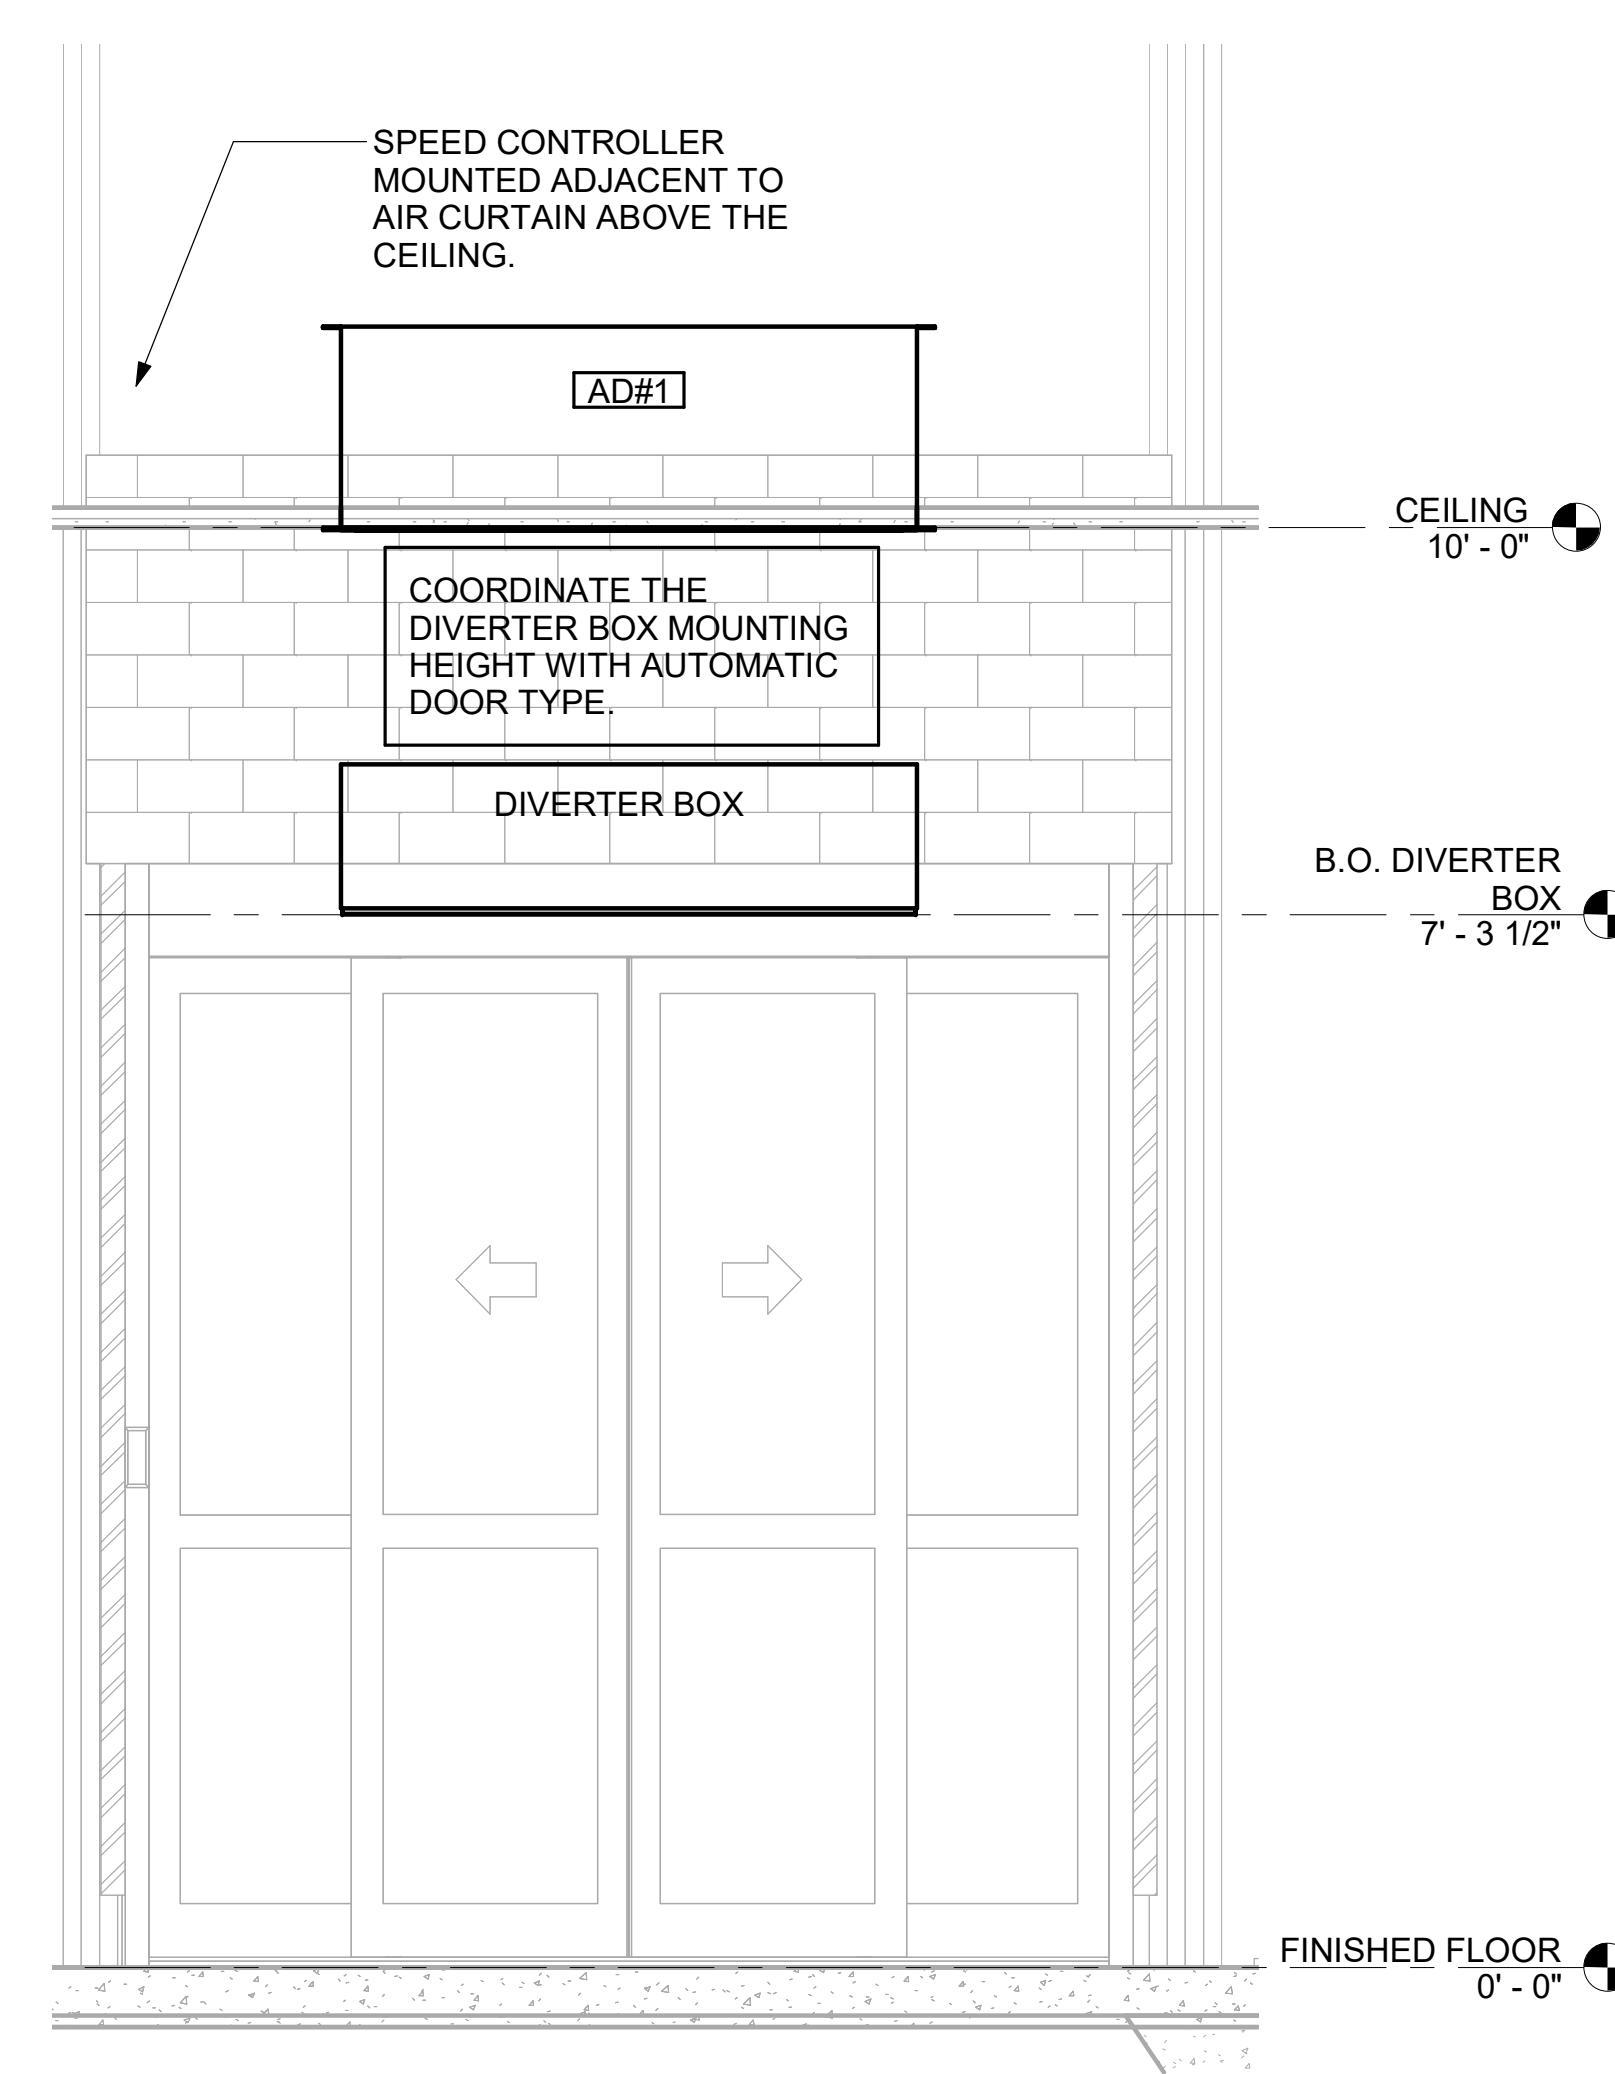 SPEED CONTROLLER
MOUNTED ADJACENT TO
AIR CURTAIN ABOVE THE
CEILING.
AD#1
CEILING
10' - 0"
COORDINATE THE
DIVERTER BOX MOUNTING
HEIGHT WITH AUTOMATIC
DOOR TYPE.
DIVERTER BOX
B.O. DIVERTER
BOX
7' - 3 1/2"
FINISHED FLOOR
0' - 0"